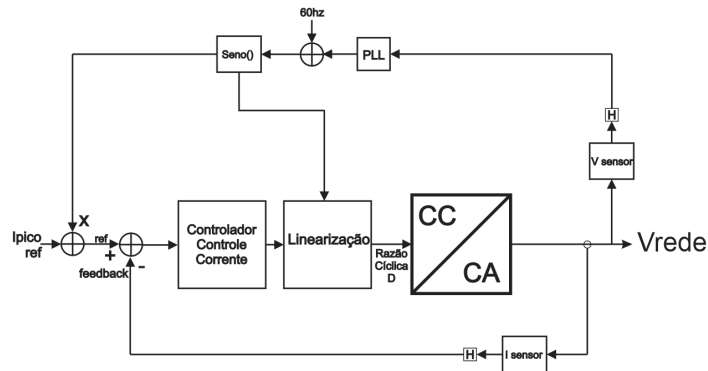 60hz
Seno()
PLL
H
V sensor
X
Ipico
ref
ref
+
feedback
-
Controlador
Controle
Corrente
Linearização
Razão
Cíclica
D
CC
CA
Vrede
H
I sensor